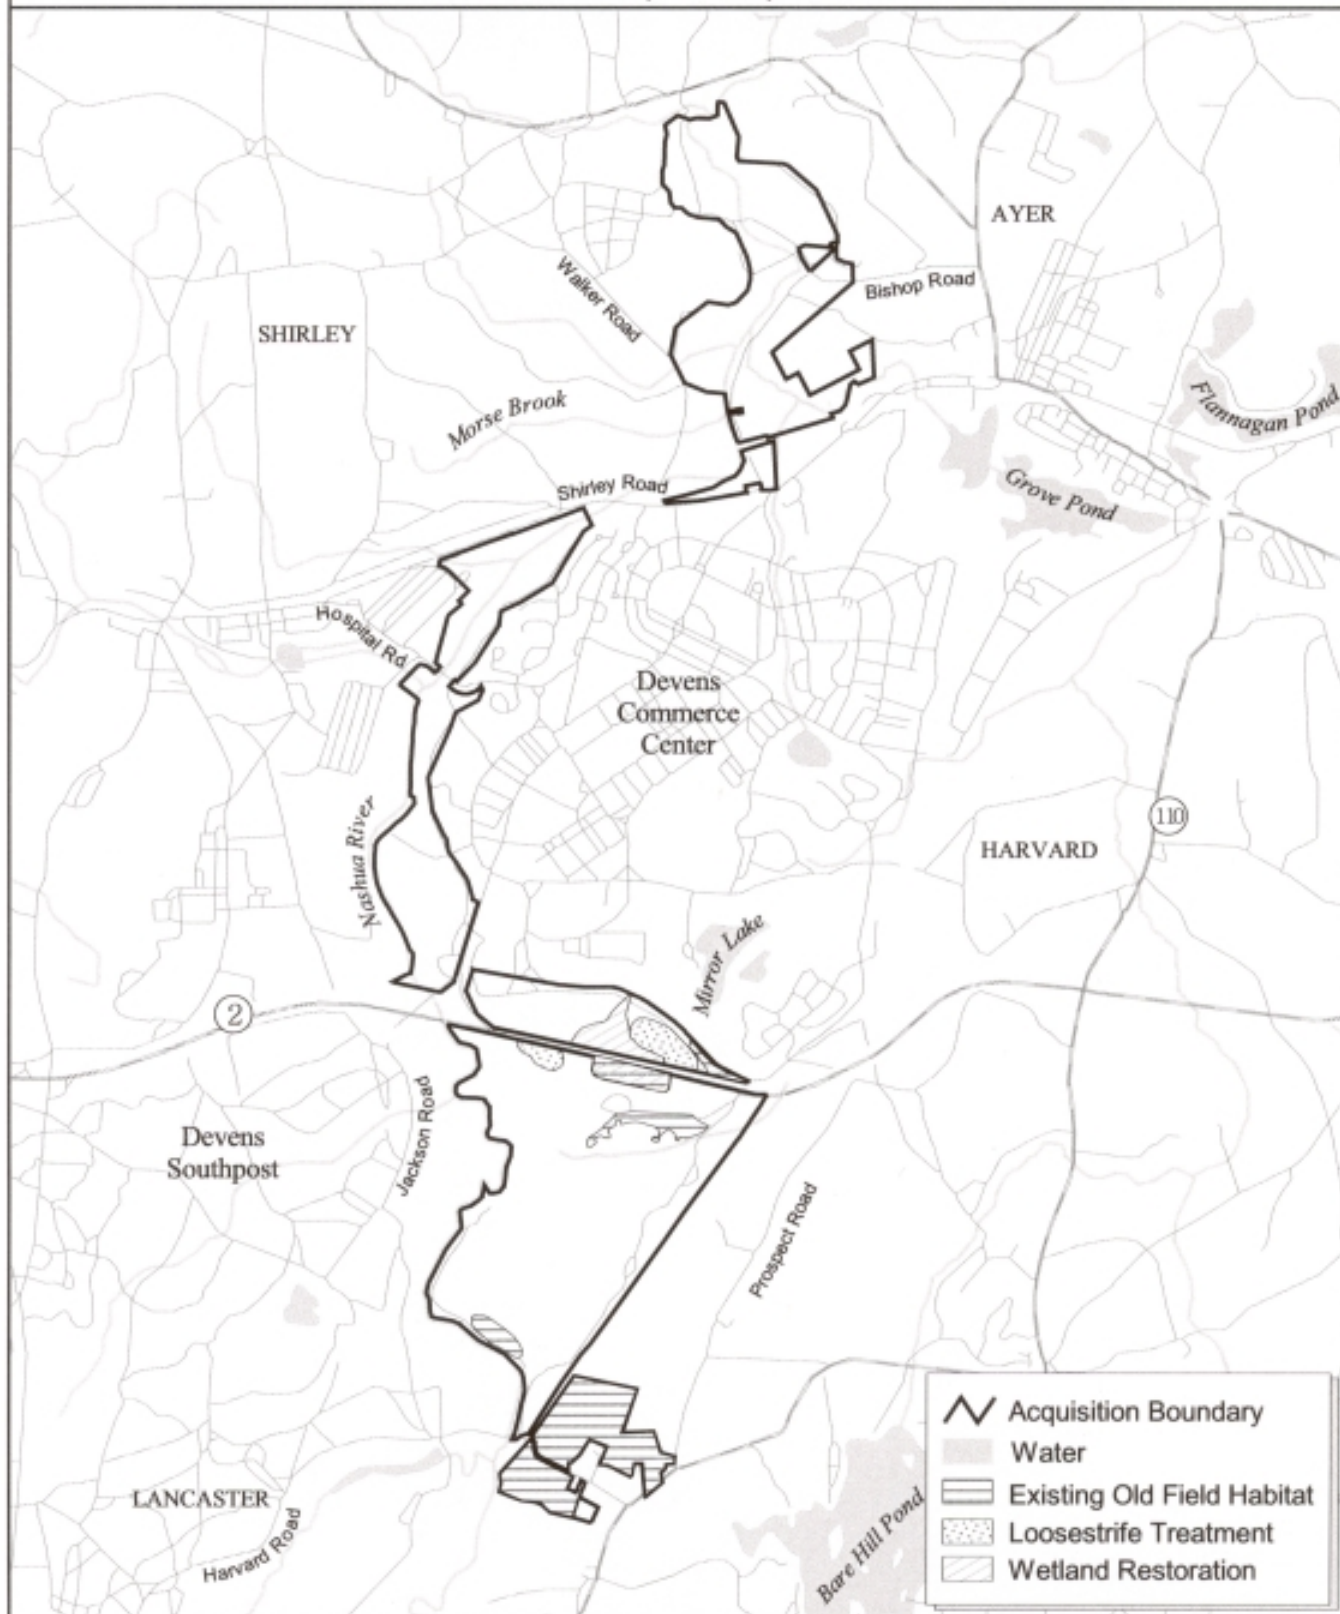 AYER
Walker Road
Bishop Road
SHIRLEY
Flannagan Pond
Morse Brook
Shirley Road
Grove Pond
Hospital Rd
Devens
Commerce
Center
Nashua River
110
HARVARD
Mirror Lake
2
Jackson Road
Devens
Southpost
Prospect Road
LANCASTER
Harvard Road
Bare Hill Pond
Acquisition Boundary
Water
Existing Old Field Habitat
Loosestrife Treatment
Wetland Restoration